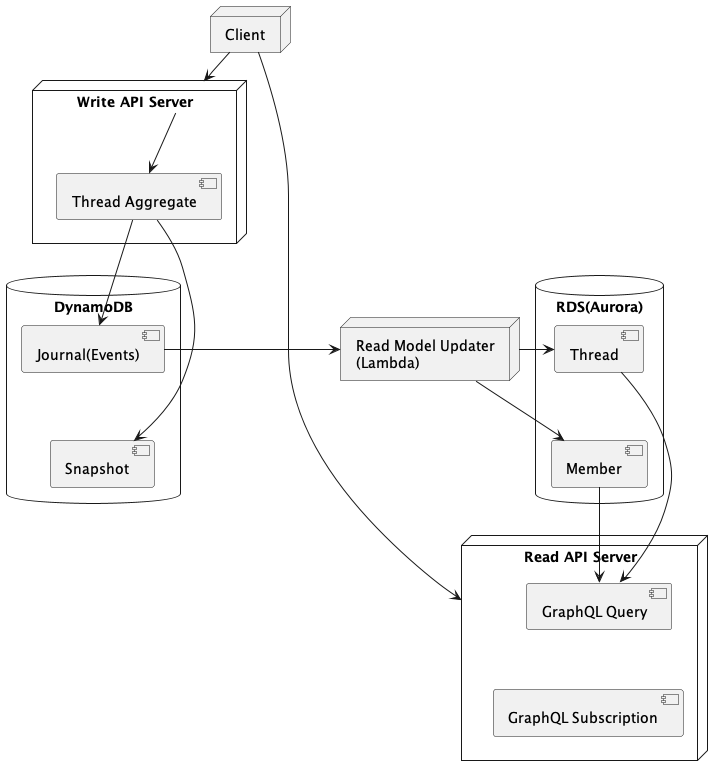 Client
Write API Server
Thread Aggregate
DynamoDB
RDS(Aurora)
Journal(Events)
Read Model Updater
(Lambda)
Thread
Snapshot
Member
Read API Server
GraphQL Query
GraphQL Subscription